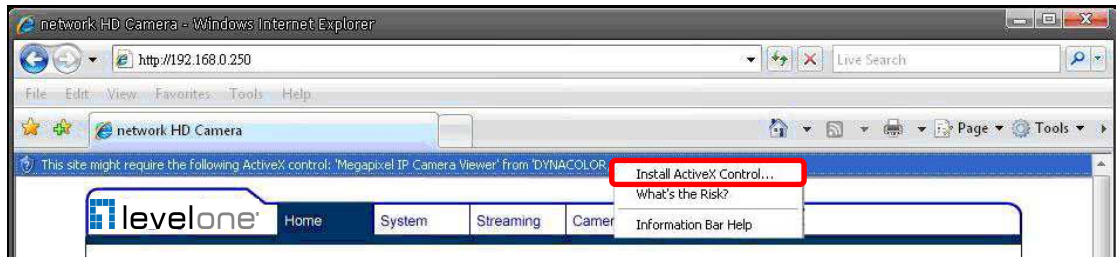 network HD Camera - Windows Internet Explorer
http://192.168.0.250
Live Search
File Edit View Favorites Tools Help
network HD Camera
Page Tools
This site might require the following ActiveX control: 'Megapixel IP Camera Viewer' from 'DYNACOLOR,
Install ActiveX Control...
What's the Risk?
Information Bar Help
levelone
Home System Streaming Camer